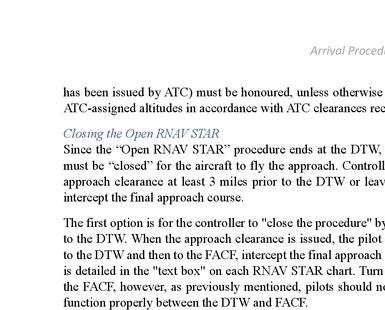 Arrival Proced
has been issued by ATC) must be honoured, unless otherwise
ATC-assigned altitudes in accordance with ATC clearances rec
Closing the Open RNAV STAR
Since the “Open RNAV STAR” procedure ends at the DTW,
must be “closed” for the aircraft to fly the approach. Controll
approach clearance at least 3 miles prior to the DTW or leav
intercept the final approach course.
The first option is for the controller to "close the procedure" by
to the DTW. When the approach clearance is issued, the pilot
to the DTW and then to the FACF, intercept the final approach
is detailed in the "text box" on each RNAV STAR chart. Turn
the FACF, however, as previously mentioned, pilots should ne
function properly between the DTW and FACF.